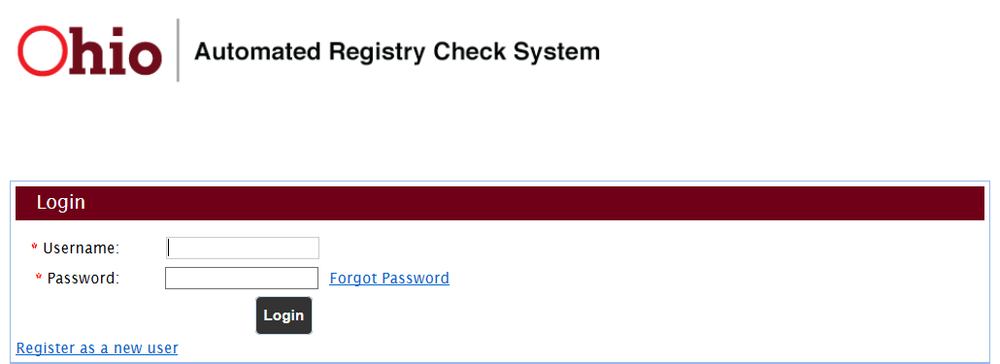 Ohio Automated Registry Check System
Login
* Username:
* Password: Forgot Password
Login
Register as a new user